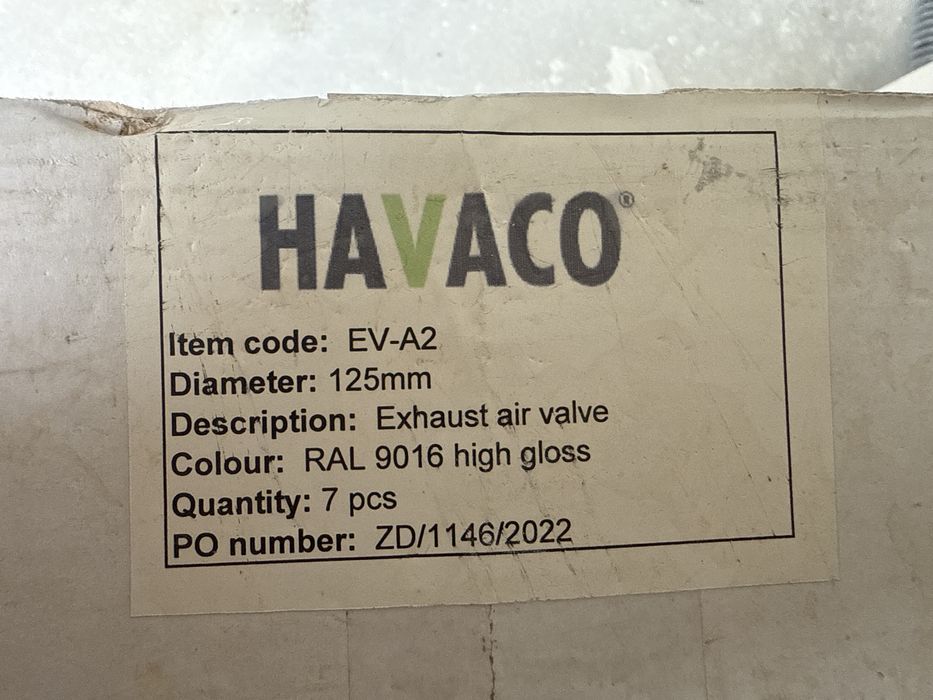 HAVACO®
Item code: EV-A2
Diameter: 125mm
Description: Exhaust air valve
Colour: RAL 9016 high gloss
Quantity: 7 pcs
PO number: ZD/1146/2022